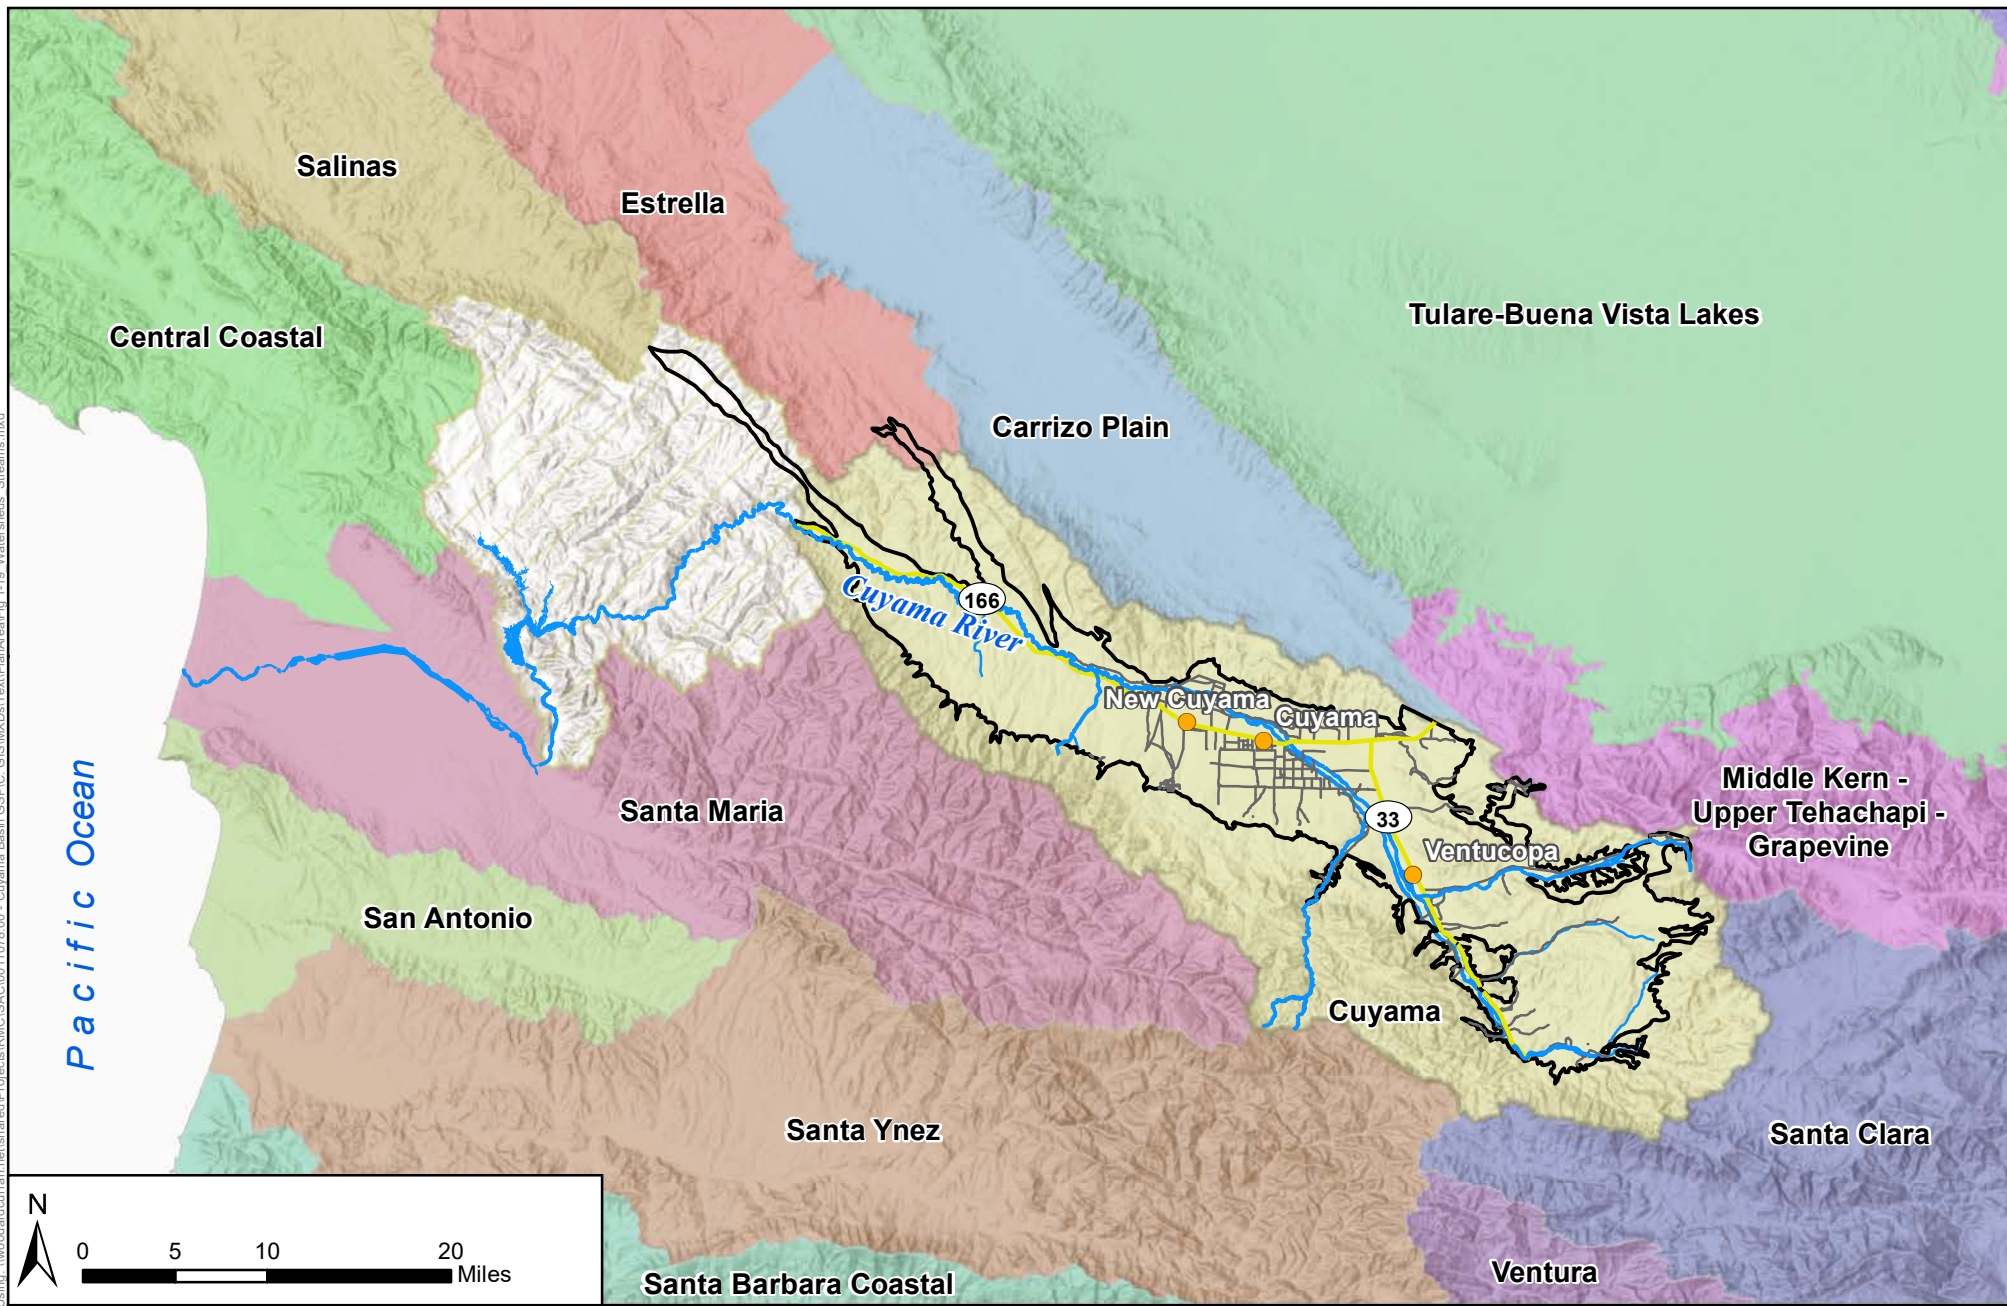 Salinas
Estrella
Tulare-Buena Vista Lakes
Central Coastal
Carrizo Plain
166
Cuyama River
New Cuyama
Cuyama
Middle Kern -
Upper Tehachapi -
Grapevine
Santa Maria
33
Ventucopa
Pacific Ocean
San Antonio
Cuyama
Santa Ynez
Santa Clara
N
0 5 10 20
Miles
Santa Barbara Coastal
Ventura